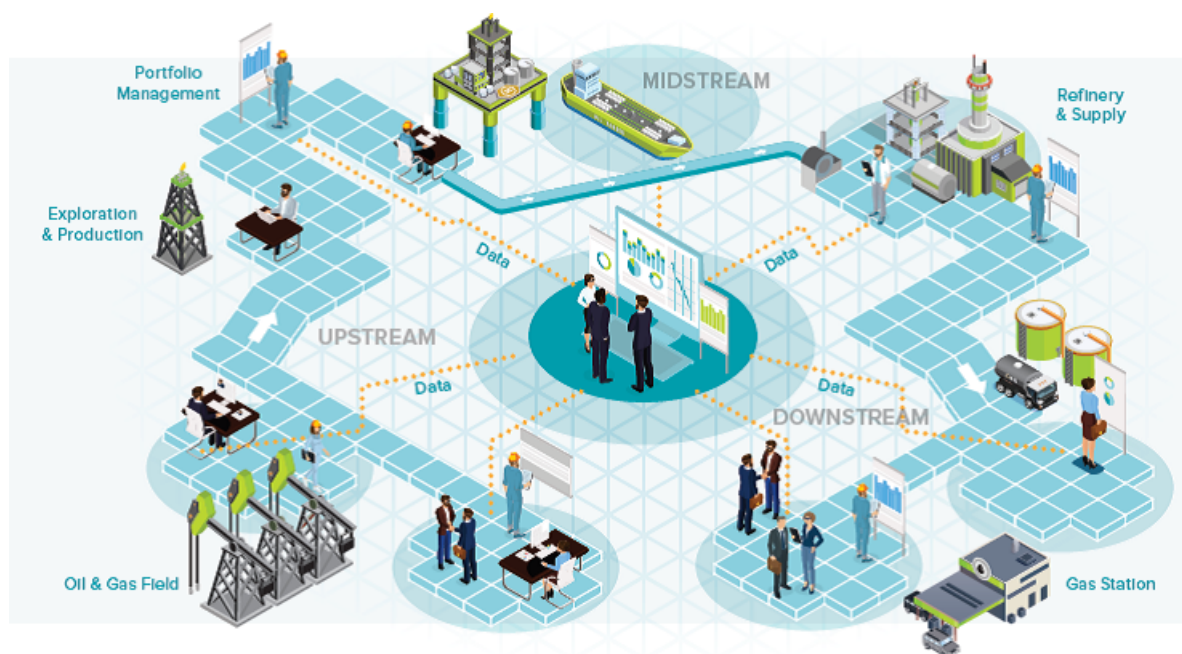 MIDSTREAM
Portfolio
Management
Refinery
& Supply
Exploration
& Production
Data
Data
UPSTREAM
Data
Data
DOWNSTREAM
Oil & Gas Field
Gas Station